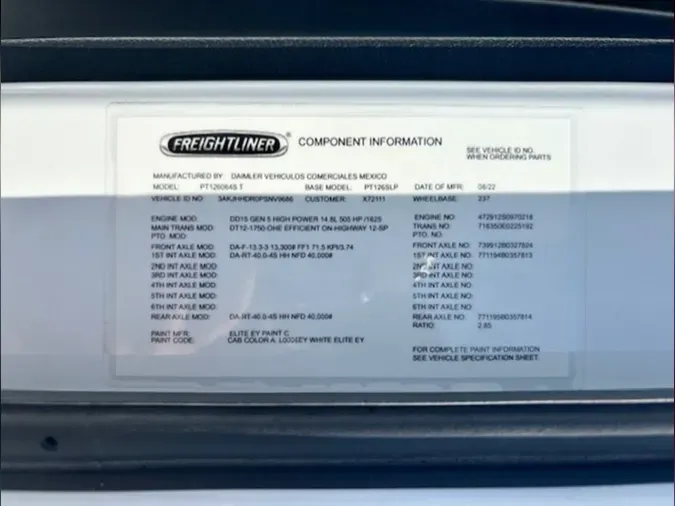 FREIGHTLINER COMPONENT INFORMATION
SEE VEHICLE ID NO.
WHEN ORDERING PARTS
MANUFACTURED BY: DAIMLER VEHICULOS COMERCIALES MEXICO
MODEL: PT126064S T BASE MODEL: PT126SLP DATE OF MFR: 08/22
VEHICLE ID NO: CUSTOMER: X72111 WHEELBASE: 237
ENGINE MOD: DD15 GEN 5 HIGH POWER 14.8L 505 HP /1625 ENGINE NO: 472912S0970218
MAIN TRANS MOD: DT12-1750-OHE EFFICIENT ON-HIGHWAY 12-SP TRANS NO: 716350E0225192
PTO MOD: PTO. NO:
FRONT AXLE MOD: DA-F-13.3-3 13,300# FF1 71.5 KPI/3.74 FRONT AXLE NO: 739512B0327824
1ST INT AXLE MOD: DA-RT-40.0-4S HH NFD 40,000# 1ST INT AXLE NO: 771194B0357813
2ND INT AXLE MOD: 2ND INT AXLE NO:
3RD INT AXLE MOD: 3RD INT AXLE NO:
4TH INT AXLE MOD: 4TH INT AXLE NO:
5TH INT AXLE MOD: 5TH INT AXLE NO:
6TH INT AXLE MOD: 6TH INT AXLE NO:
REAR AXLE MOD: DA-RT-40.0-4S HH NFD 40,000# REAR AXLE NO: 771195B0357814
RATIO: 2.85
PAINT MFR: ELITE EY PAINT C
PAINT CODE: CAB COLOR A: WHITE ELITE EY
FOR COMPLETE PAINT INFORMATION
SEE VEHICLE SPECIFICATION SHEET.